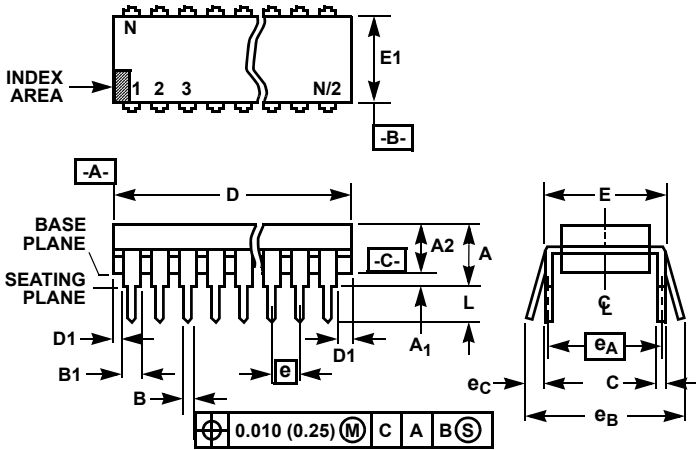 N
E1
INDEX
AREA
1 2 3 N/2
-B-
-A-
D
E
BASE
PLANE
A2
A
-C-
SEATING
PLANE
L
C L
D1
A1
D1
eA
B1
e
eC
C
B
eB
0.010 (0.25) M C A B S